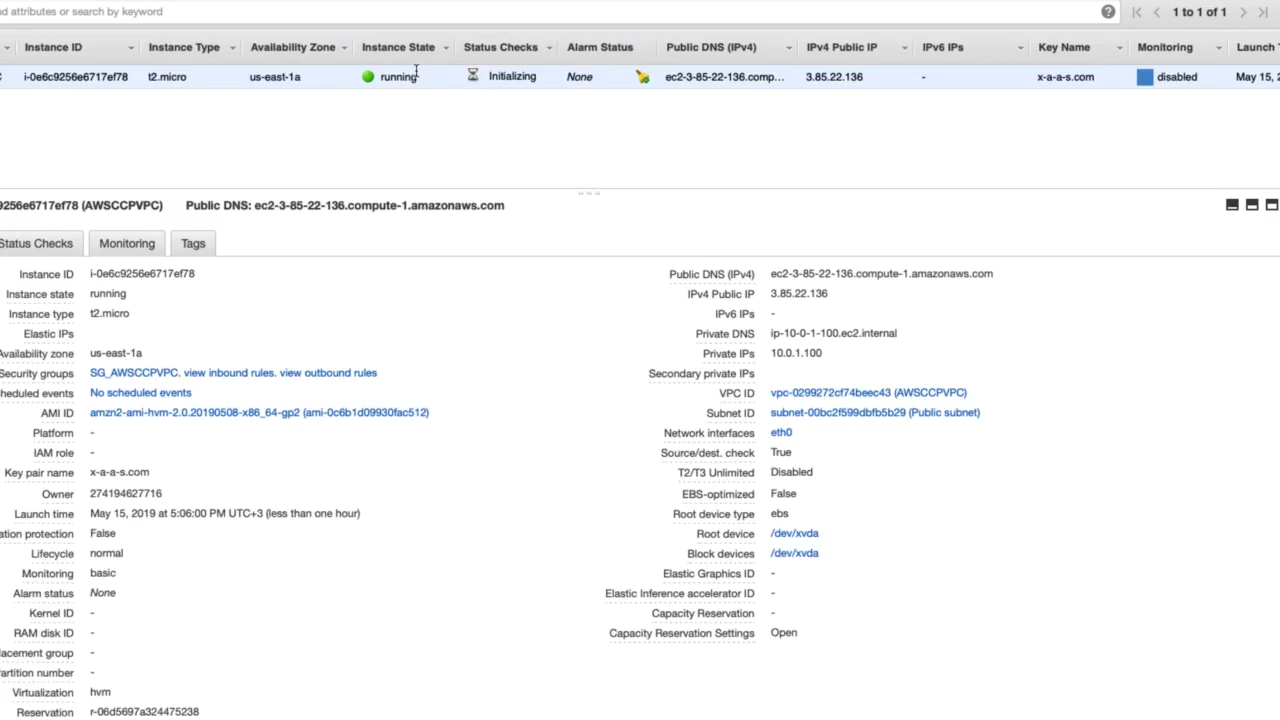 nd attributes or search by keyword
1 to 1 of 1
Instance ID Instance Type Availability Zone Instance State Status Checks Alarm Status Public DNS (IPv4) IPv4 Public IP IPv6 IPs Key Name Monitoring Launch
i-0e6c9256e6717ef78 t2.micro us-east-1a running Initializing None ec2-3-85-22-136.comp... 3.85.22.136 - x-a-a-s.com disabled May 15, 2
9256e6717ef78 (AWSCCPVPC) Public DNS: ec2-3-85-22-136.compute-1.amazonaws.com
Status Checks Monitoring Tags
Instance ID i-0e6c9256e6717ef78 Public DNS (IPv4) ec2-3-85-22-136.compute-1.amazonaws.com
Instance state running IPv4 Public IP 3.85.22.136
Instance type t2.micro IPv6 IPs -
Elastic IPs Private DNS ip-10-0-1-100.ec2.internal
Availability zone us-east-1a Private IPs 10.0.1.100
Security groups SG_AWSCCPVPC. view inbound rules. view outbound rules Secondary private IPs
heduled events No scheduled events VPC ID vpc-0299272cf74beec43 (AWSCCPVPC)
AMI ID amzn2-ami-hvm-2.0.20190508-x86_64-gp2 (ami-0c6b1d09930fac512) Subnet ID subnet-00bc2f599dbfb5b29 (Public subnet)
Platform - Network interfaces eth0
IAM role - Source/dest. check True
Key pair name x-a-a-s.com T2/T3 Unlimited Disabled
Owner 274194627716 EBS-optimized False
Launch time May 15, 2019 at 5:06:00 PM UTC+3 (less than one hour) Root device type ebs
ation protection False Root device /dev/xvda
Lifecycle normal Block devices /dev/xvda
Monitoring basic Elastic Graphics ID -
Alarm status None Elastic Inference accelerator ID -
Kernel ID - Capacity Reservation -
RAM disk ID - Capacity Reservation Settings Open
lacement group -
Partition number -
Virtualization hvm
Reservation r-06d5697a324475238